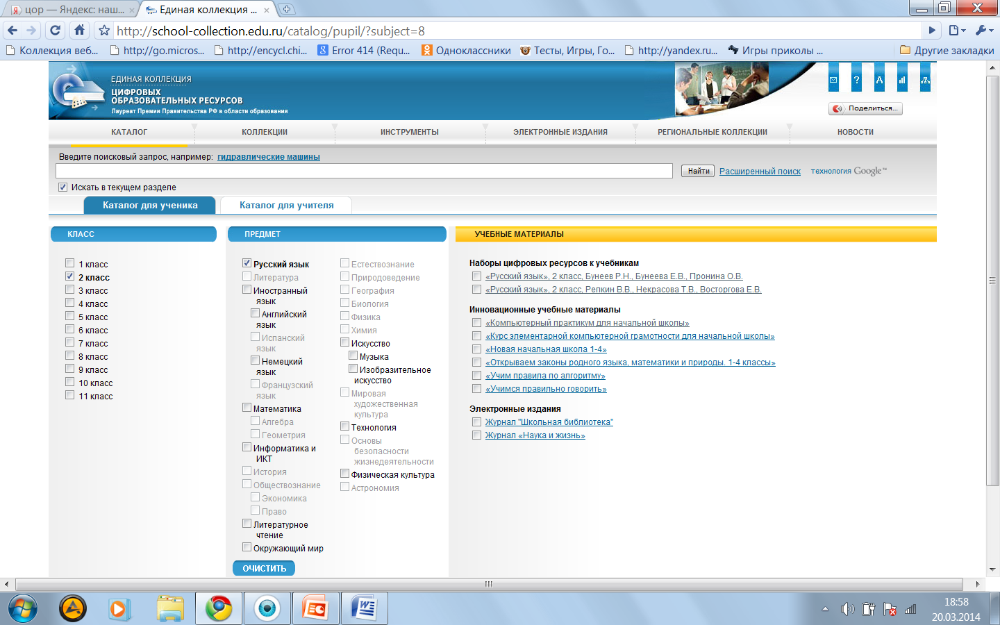 цор — Яндекс: наш...
Единая коллекция ...
http://school-collection.edu.ru/catalog/pupil/?subject=8
Коллекция веб...
http://go.micros...
http://encycl.chi...
Error 414 (Requ...
Одноклассники
Тесты, Игры, Го...
http://yandex.ru...
Игры приколы ...
Другие закладки
ЕДИНАЯ КОЛЛЕКЦИЯ
ЦИФРОВЫХ
ОБРАЗОВАТЕЛЬНЫХ РЕСУРСОВ
Лауреат Премии Правительства РФ в области образования
Поделиться...
КАТАЛОГ
КОЛЛЕКЦИИ
ИНСТРУМЕНТЫ
ЭЛЕКТРОННЫЕ ИЗДАНИЯ
РЕГИОНАЛЬНЫЕ КОЛЛЕКЦИИ
НОВОСТИ
Введите поисковый запрос, например: гидравлические машины
Найти
Расширенный поиск
технология Google™
Искать в текущем разделе
Каталог для ученика
Каталог для учителя
КЛАСС
1 класс
2 класс
3 класс
4 класс
5 класс
6 класс
7 класс
8 класс
9 класс
10 класс
11 класс
ПРЕДМЕТ
Русский язык
Литература
Иностранный
язык
Английский
язык
Испанский
язык
Немецкий
язык
Французский
язык
Математика
Алгебра
Геометрия
Информатика и
ИКТ
История
Обществознание
Экономика
Право
Литературное
чтение
Окружающий мир
Естествознание
Природоведение
География
Биология
Физика
Химия
Искусство
Музыка
Изобразительное
искусство
Мировая
художественная
культура
Технология
Основы
безопасности
жизнедеятельности
Физическая культура
Астрономия
ОЧИСТИТЬ
УЧЕБНЫЕ МАТЕРИАЛЫ
Наборы цифровых ресурсов к учебникам
«Русский язык», 2 класс, Бунеев Р.Н., Бунеева Е.В., Пронина О.В.
«Русский язык», 2 класс, Репкин В.В., Некрасова Т.В., Восторгова Е.В.
Инновационные учебные материалы
«Компьютерный практикум для начальной школы»
«Курс элементарной компьютерной грамотности для начальной школы»
«Новая начальная школа 1-4»
«Открываем законы родного языка, математики и природы. 1-4 классы»
«Учим правила по алгоритму»
«Учимся правильно говорить»
Электронные издания
Журнал "Школьная библиотека"
Журнал «Наука и жизнь»
18:58
20.03.2014